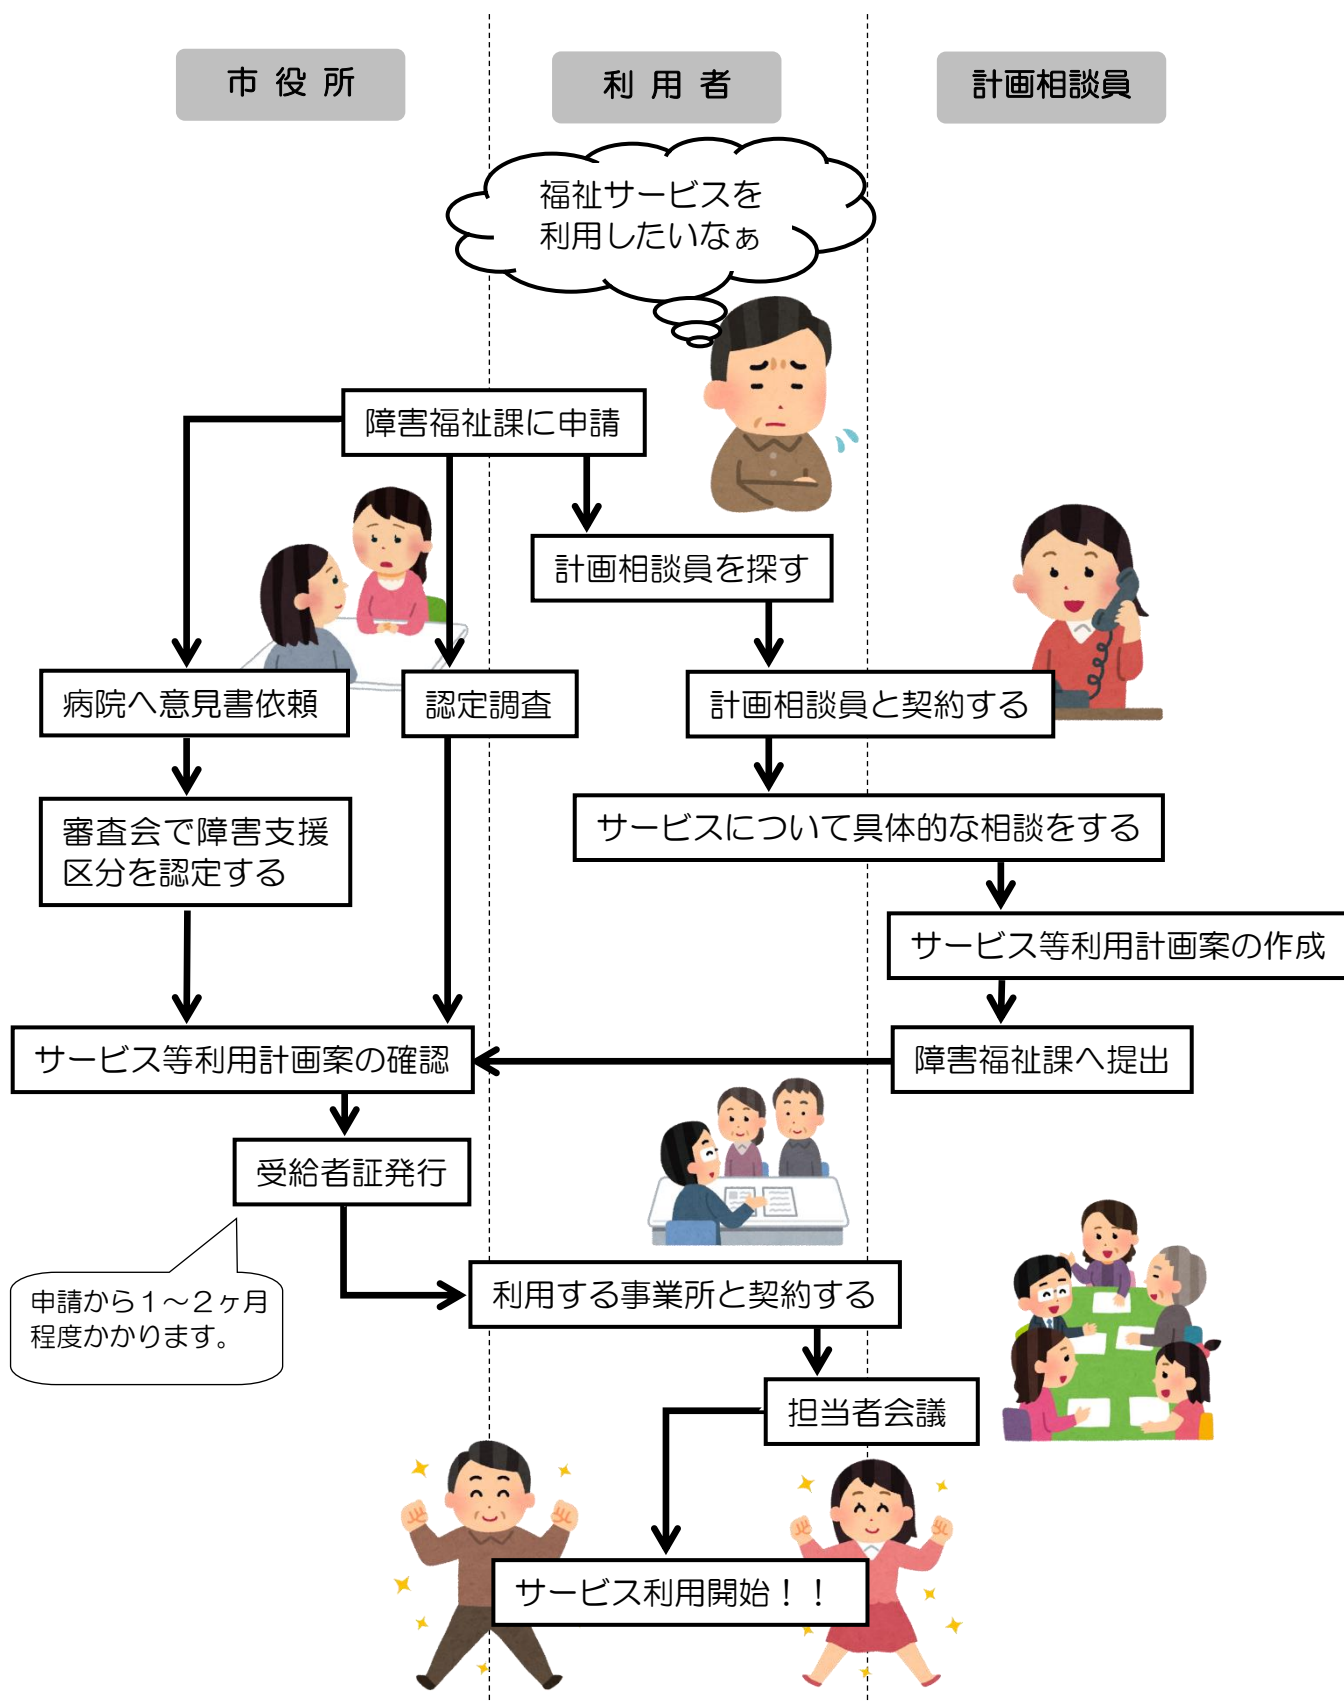 市役所
利用者
計画相談員
福祉サービスを
利用したいなぁ
障害福祉課に申請
計画相談員を探す
病院へ意見書依頼
認定調査
計画相談員と契約する
審査会で障害支援
区分を認定する
サービスについて具体的な相談をする
サービス等利用計画案の作成
サービス等利用計画案の確認
障害福祉課へ提出
受給者証発行
申請から1~2ヶ月
程度かかります。
利用する事業所と契約する
担当者会議
サービス利用開始!!